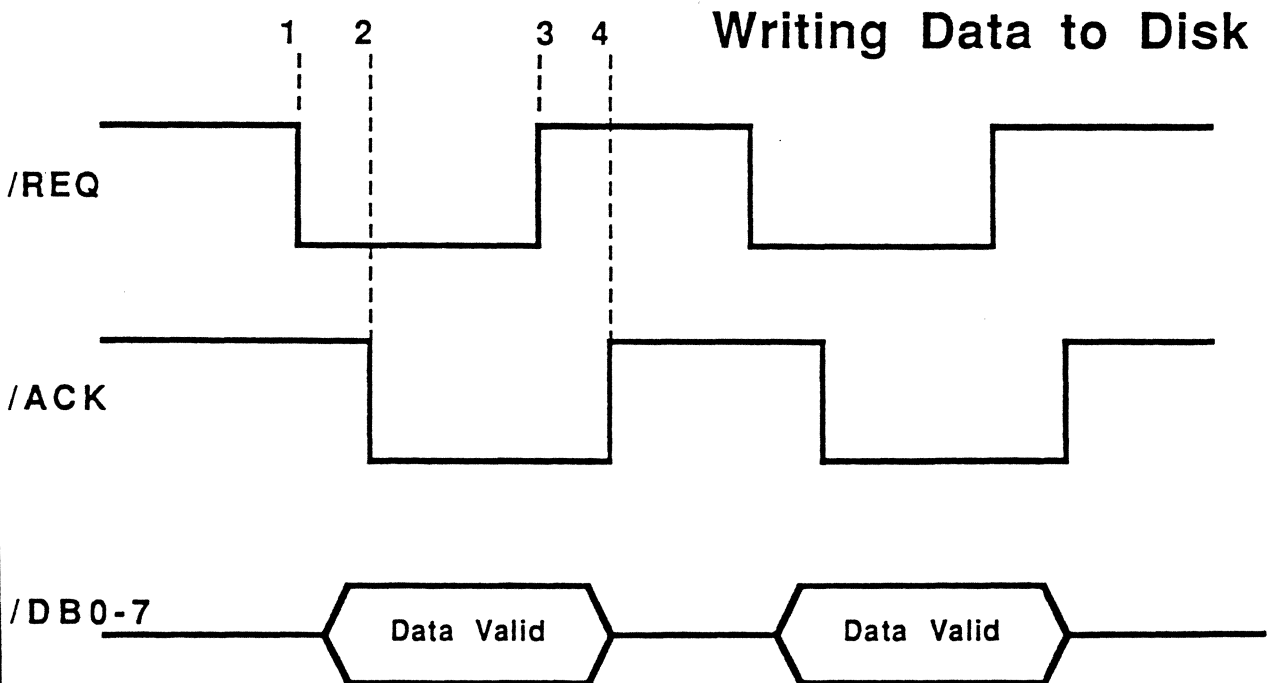 Writing Data to Disk
1 2 3 4
/REQ
/ACK
/DB0-7
Data Valid Data Valid